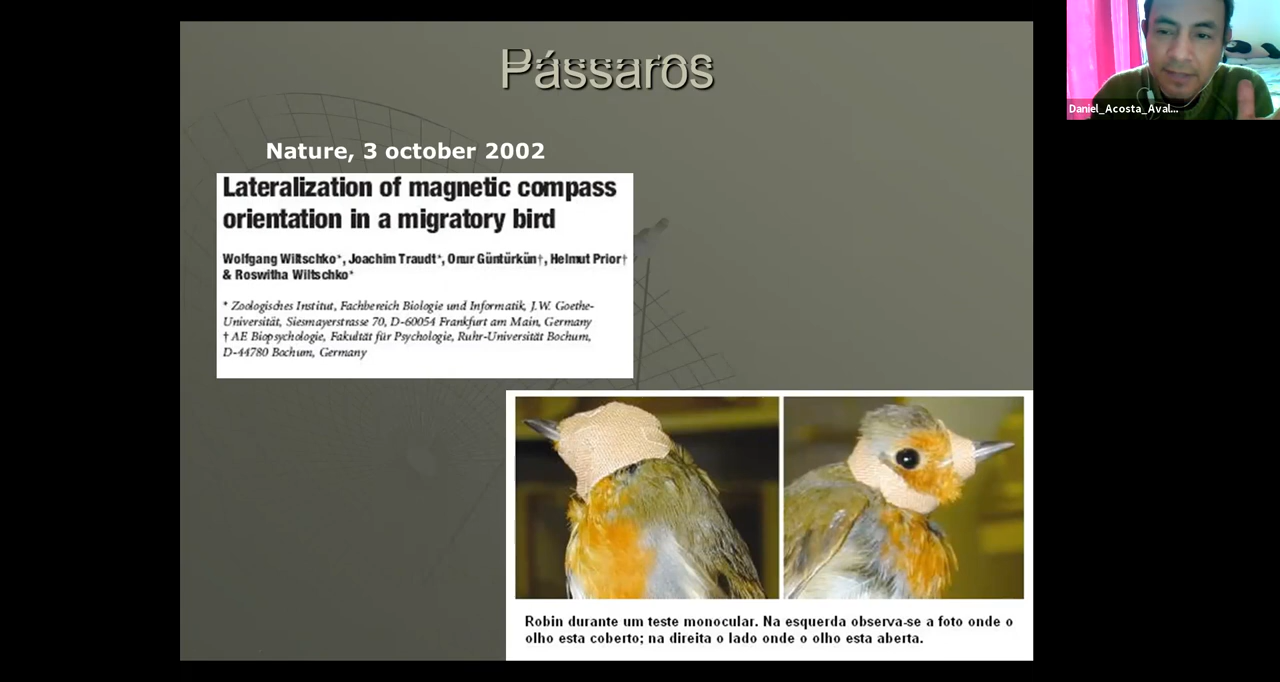 Pássaros
Nature, 3 october 2002
Lateralization of magnetic compass
orientation in a migratory bird
Wolfgang Wiltschko*, Joachim Traudt*, Onur Güntürkün†, Helmut Prior†
& Roswitha Wiltschko*
* Zoologisches Institut, Fachbereich Biologie und Informatik, J.W. Goethe-
Universität, Siesmayerstrasse 70, D-60054 Frankfurt am Main, Germany
† AE Biopsychologie, Fakultät für Psychologie, Ruhr-Universität Bochum,
D-44780 Bochum, Germany
Robin durante um teste monocular. Na esquerda observa-se a foto onde o
olho esta coberto; na direita o lado onde o olho esta aberta.
Daniel_Acosta_Aval...